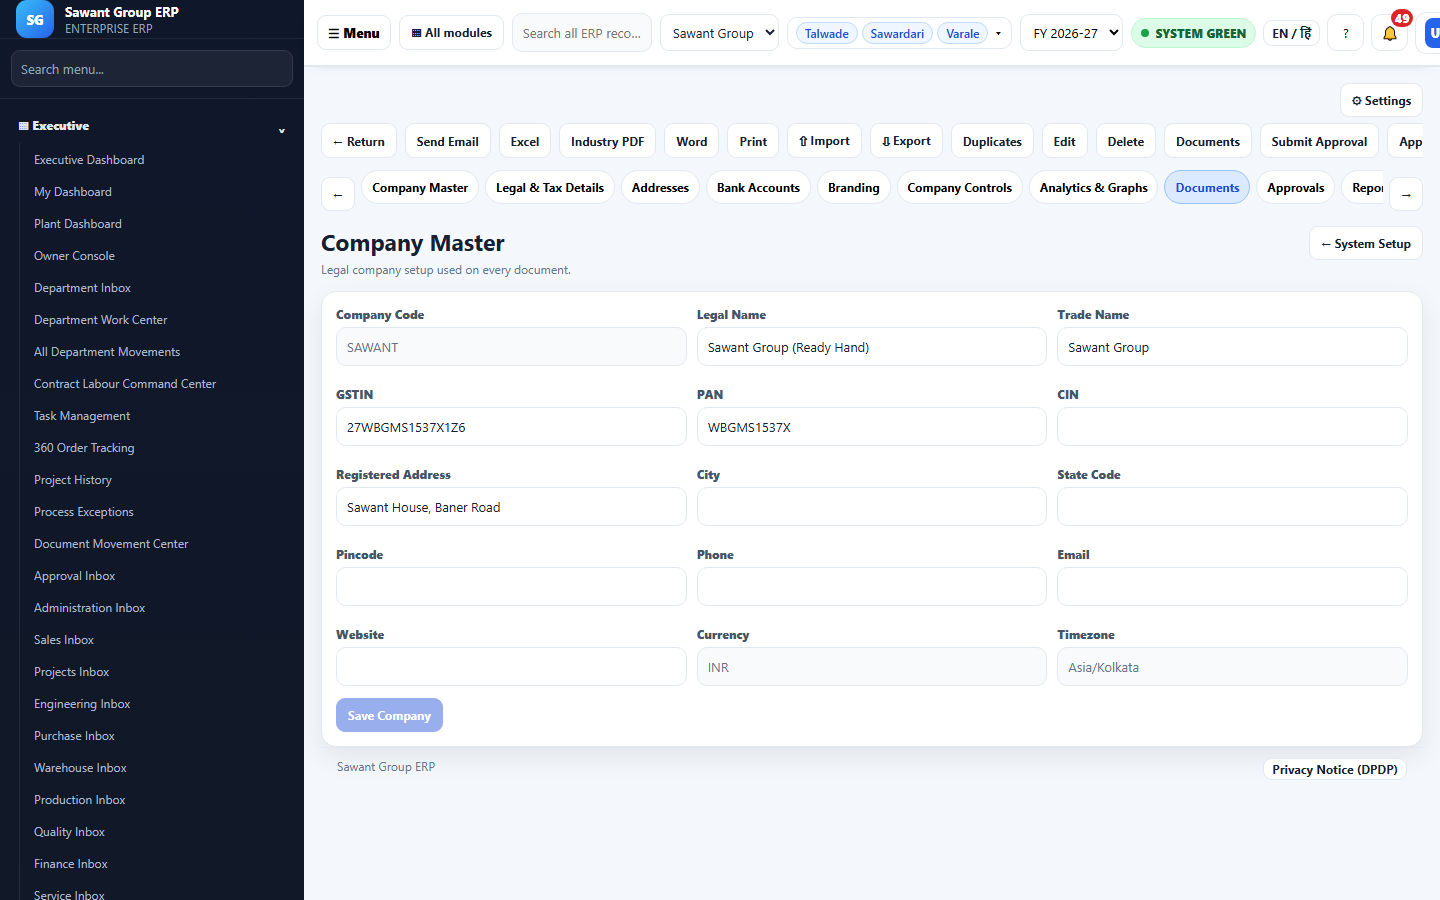 SG
Sawant Group ERP
ENTERPRISE ERP
Search menu...
Executive
Executive Dashboard
My Dashboard
Plant Dashboard
Owner Console
Department Inbox
Department Work Center
All Department Movements
Contract Labour Command Center
Task Management
360 Order Tracking
Project History
Process Exceptions
Document Movement Center
Approval Inbox
Administration Inbox
Sales Inbox
Projects Inbox
Engineering Inbox
Purchase Inbox
Warehouse Inbox
Production Inbox
Quality Inbox
Finance Inbox
Service Inbox
☰ Menu
All modules
Search all ERP reco...
Sawant Group
Talwade Sawardari Varale
FY 2026-27
SYSTEM GREEN
EN / हिं
?
49
U
⚙ Settings
← Return Send Email Excel Industry PDF Word Print ⇧ Import ⇩ Export Duplicates Edit Delete Documents Submit Approval App
← Company Master Legal & Tax Details Addresses Bank Accounts Branding Company Controls Analytics & Graphs Documents Approvals Repor →
Company Master
← System Setup
Legal company setup used on every document.
Company Code Legal Name Trade Name
SAWANT Sawant Group (Ready Hand) Sawant Group
GSTIN PAN CIN
27WBGMS1537X1Z6 WBGMS1537X
Registered Address City State Code
Sawant House, Baner Road
Pincode Phone Email
Website Currency Timezone
INR Asia/Kolkata
Save Company
Sawant Group ERP
Privacy Notice (DPDP)